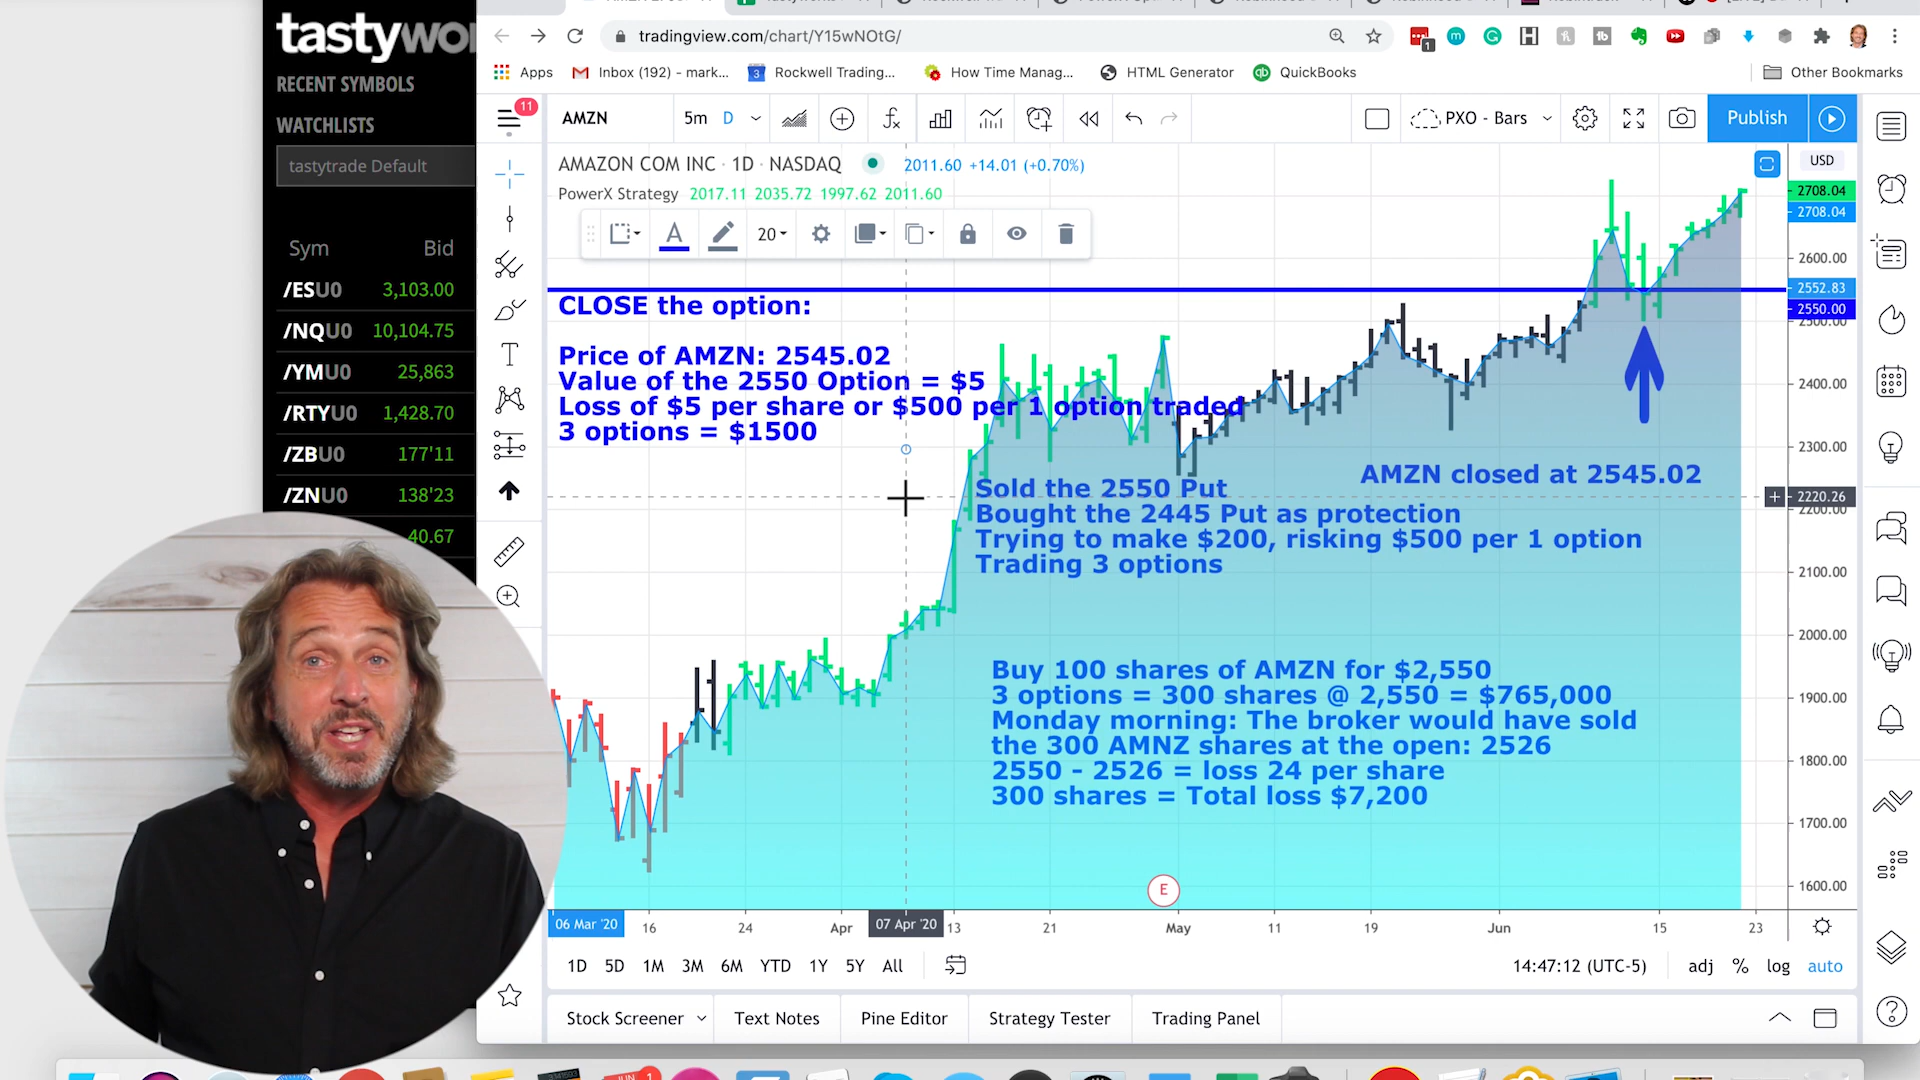 tastywor
RECENT SYMBOLS
WATCHLISTS
tastytrade Default
Sym Bid
/ESU0 3,103.00
/NQU0 10,104.75
/YMU0 25,863
/RTYU0 1,428.70
/ZBU0 177'11
/ZNU0 138'23
40.67
tradingview.com/chart/Y15wNOtG/
1
Apps Inbox (192) - mark... Rockwell Trading... How Time Manag... HTML Generator QuickBooks Other Bookmarks
11
AMZN 5m D PXO - Bars Publish
AMAZON COM INC · 1D · NASDAQ 2011.60 +14.01 (+0.70%)
PowerX Strategy 2017.11 2035.72 1997.62 2011.60
20
USD
2708.04
2708.04
2600.00
2552.83
2550.00
2500.00
2400.00
2300.00
2220.26
2200.00
2100.00
2000.00
1900.00
1800.00
1700.00
1600.00
CLOSE the option:
Price of AMZN: 2545.02
Value of the 2550 Option = $5
Loss of $5 per share or $500 per 1 option traded
3 options = $1500
AMZN closed at 2545.02
Sold the 2550 Put
Bought the 2445 Put as protection
Trying to make $200, risking $500 per 1 option
Trading 3 options
Buy 100 shares of AMZN for $2,550
3 options = 300 shares @ 2,550 = $765,000
Monday morning: The broker would have sold
the 300 AMNZ shares at the open: 2526
2550 - 2526 = loss 24 per share
300 shares = Total loss $7,200
E
06 Mar '20 16 24 Apr 07 Apr '20 13 21 May 11 19 Jun 15 23
1D 5D 1M 3M 6M YTD 1Y 5Y All 14:47:12 (UTC-5) adj % log auto
Stock Screener Text Notes Pine Editor Strategy Tester Trading Panel